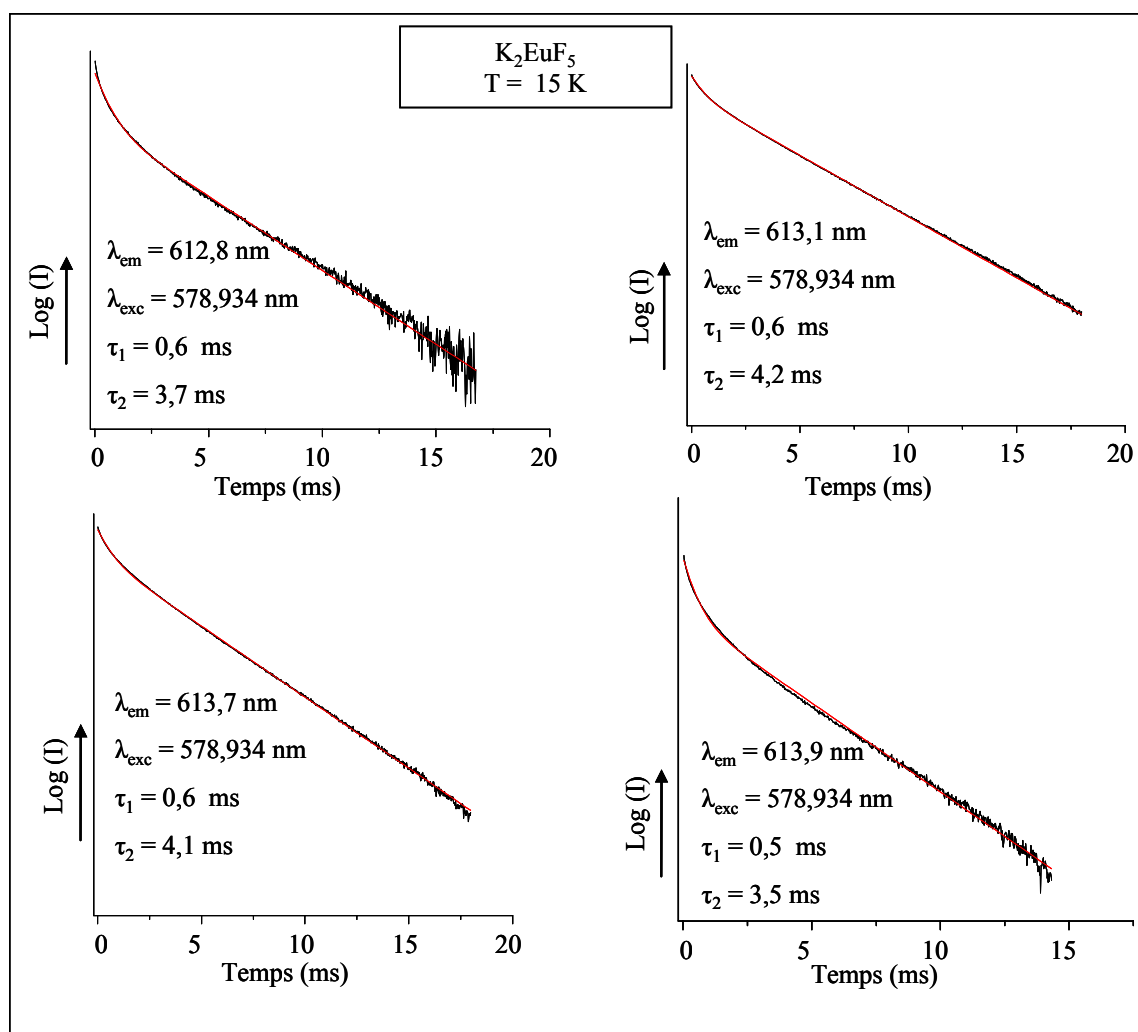 K₂EuF₅
T = 15 K
Log (I)
λem = 612,8 nm
λexc = 578,934 nm
τ₁ = 0,6 ms
τ₂ = 3,7 ms
0 5 10 15 20
Temps (ms)
Log (I)
λem = 613,1 nm
λexc = 578,934 nm
τ₁ = 0,6 ms
τ₂ = 4,2 ms
0 5 10 15 20
Temps (ms)
Log (I)
λem = 613,7 nm
λexc = 578,934 nm
τ₁ = 0,6 ms
τ₂ = 4,1 ms
0 5 10 15 20
Temps (ms)
Log (I)
λem = 613,9 nm
λexc = 578,934 nm
τ₁ = 0,5 ms
τ₂ = 3,5 ms
0 5 10 15
Temps (ms)